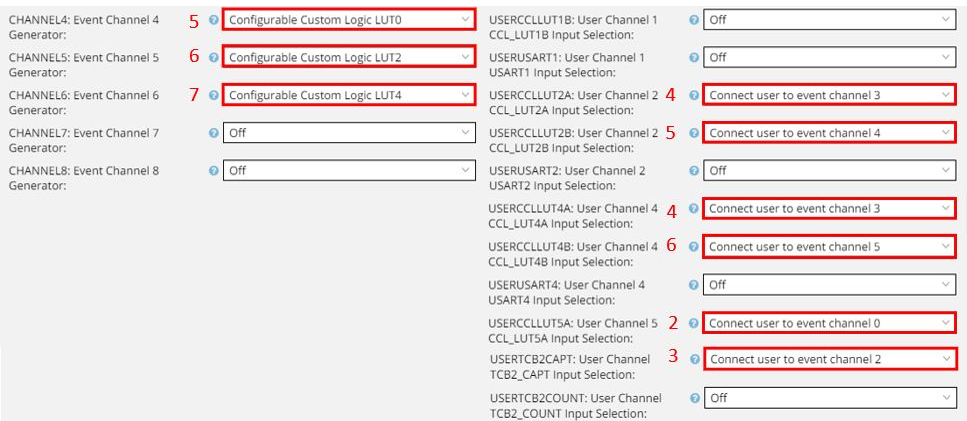 CHANNEL4: Event Channel 4
Generator:
5
Configurable Custom Logic LUT0
CHANNEL5: Event Channel 5
Generator:
6
Configurable Custom Logic LUT2
CHANNEL6: Event Channel 6
Generator:
7
Configurable Custom Logic LUT4
CHANNEL7: Event Channel 7
Generator:
Off
CHANNEL8: Event Channel 8
Generator:
Off
USERCCLLUT1B: User Channel 1
CCL_LUT1B Input Selection:
Off
USERUSART1: User Channel 1
USART1 Input Selection:
Off
USERCCLLUT2A: User Channel 2
CCL_LUT2A Input Selection:
4
Connect user to event channel 3
USERCCLLUT2B: User Channel 2
CCL_LUT2B Input Selection:
5
Connect user to event channel 4
USERUSART2: User Channel 2
USART2 Input Selection:
Off
USERCCLLUT4A: User Channel 4
CCL_LUT4A Input Selection:
4
Connect user to event channel 3
USERCCLLUT4B: User Channel 4
CCL_LUT4B Input Selection:
6
Connect user to event channel 5
USERUSART4: User Channel 4
USART4 Input Selection:
Off
USERCCLLUT5A: User Channel 5
CCL_LUT5A Input Selection:
2
Connect user to event channel 0
USERTCB2CAPT: User Channel
TCB2_CAPT Input Selection:
3
Connect user to event channel 2
USERTCB2COUNT: User Channel
TCB2_COUNT Input Selection:
Off